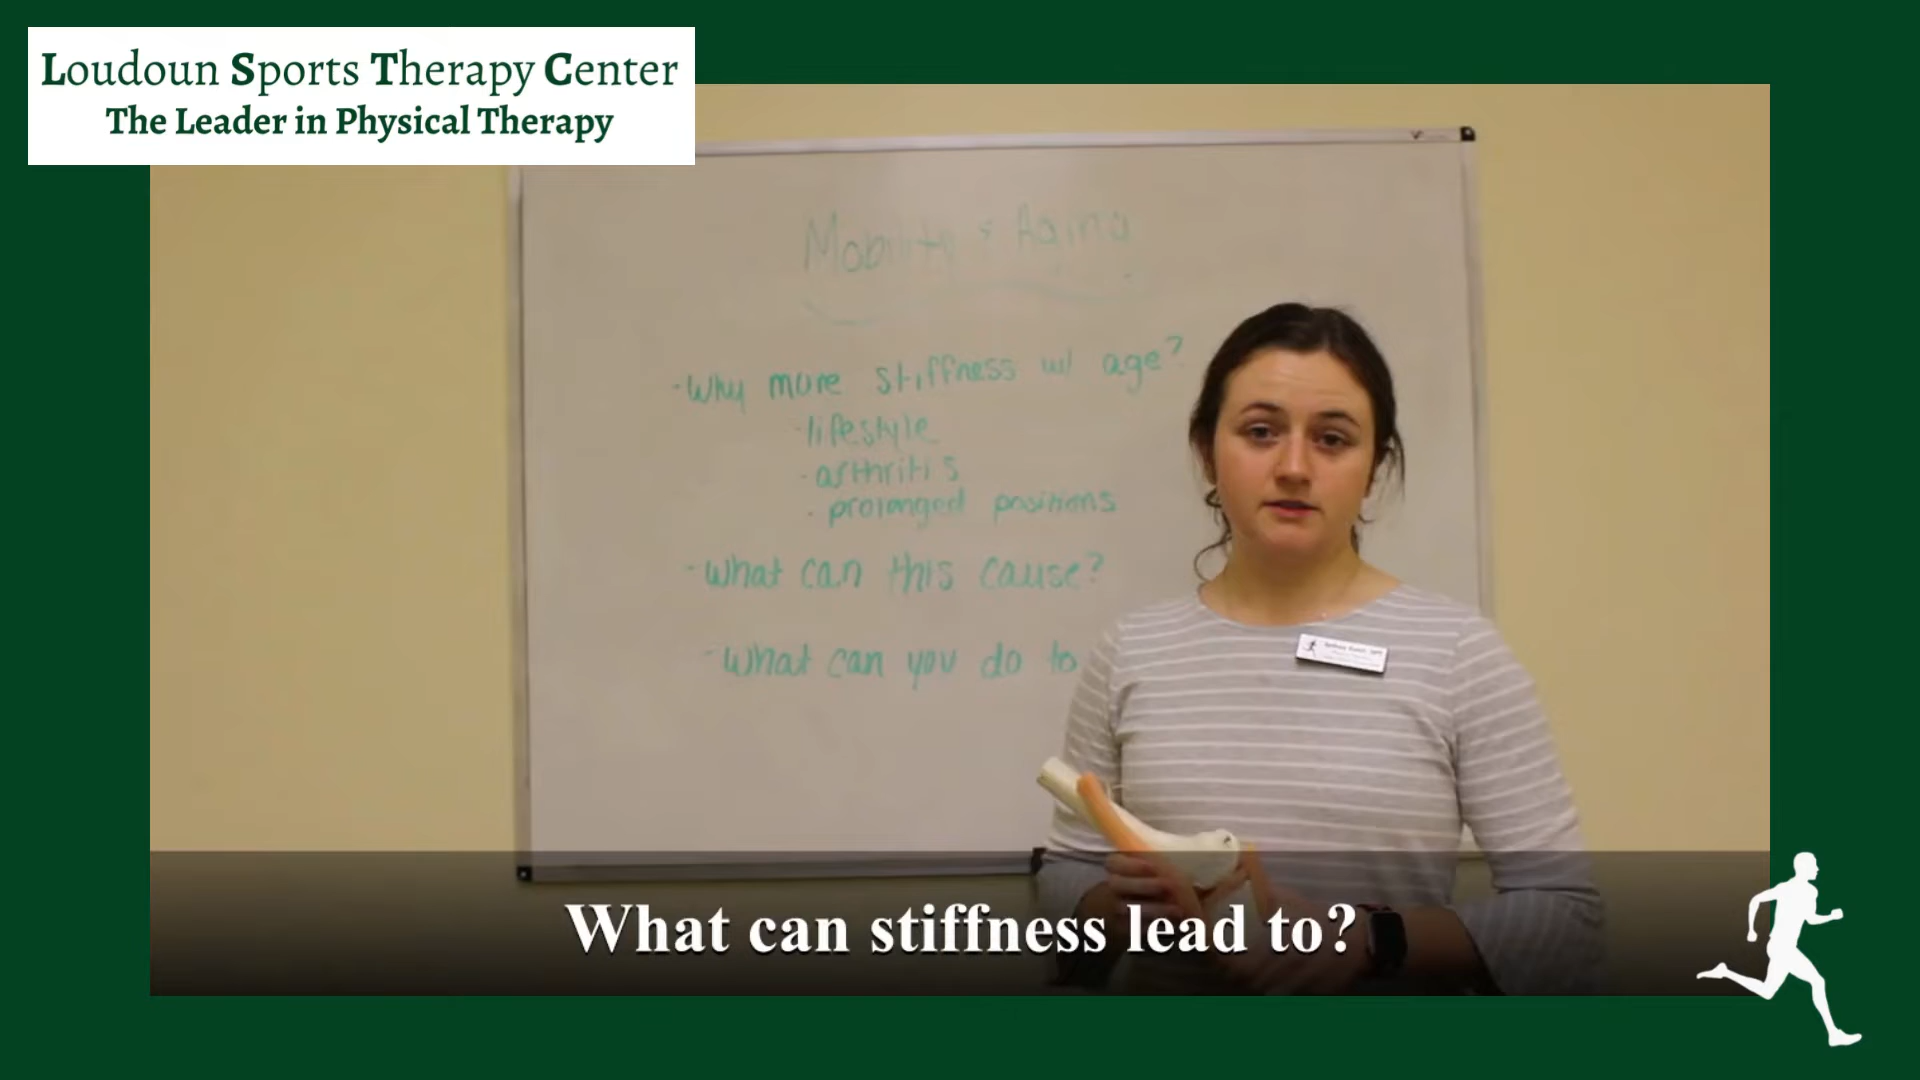 Loudoun Sports Therapy Center
The Leader in Physical Therapy
Mobility & Aging
- Why more stiffness w/ age?
- lifestyle
- arthritis
- prolonged positions
- What can this cause?
- What can you do to
What can stiffness lead to?